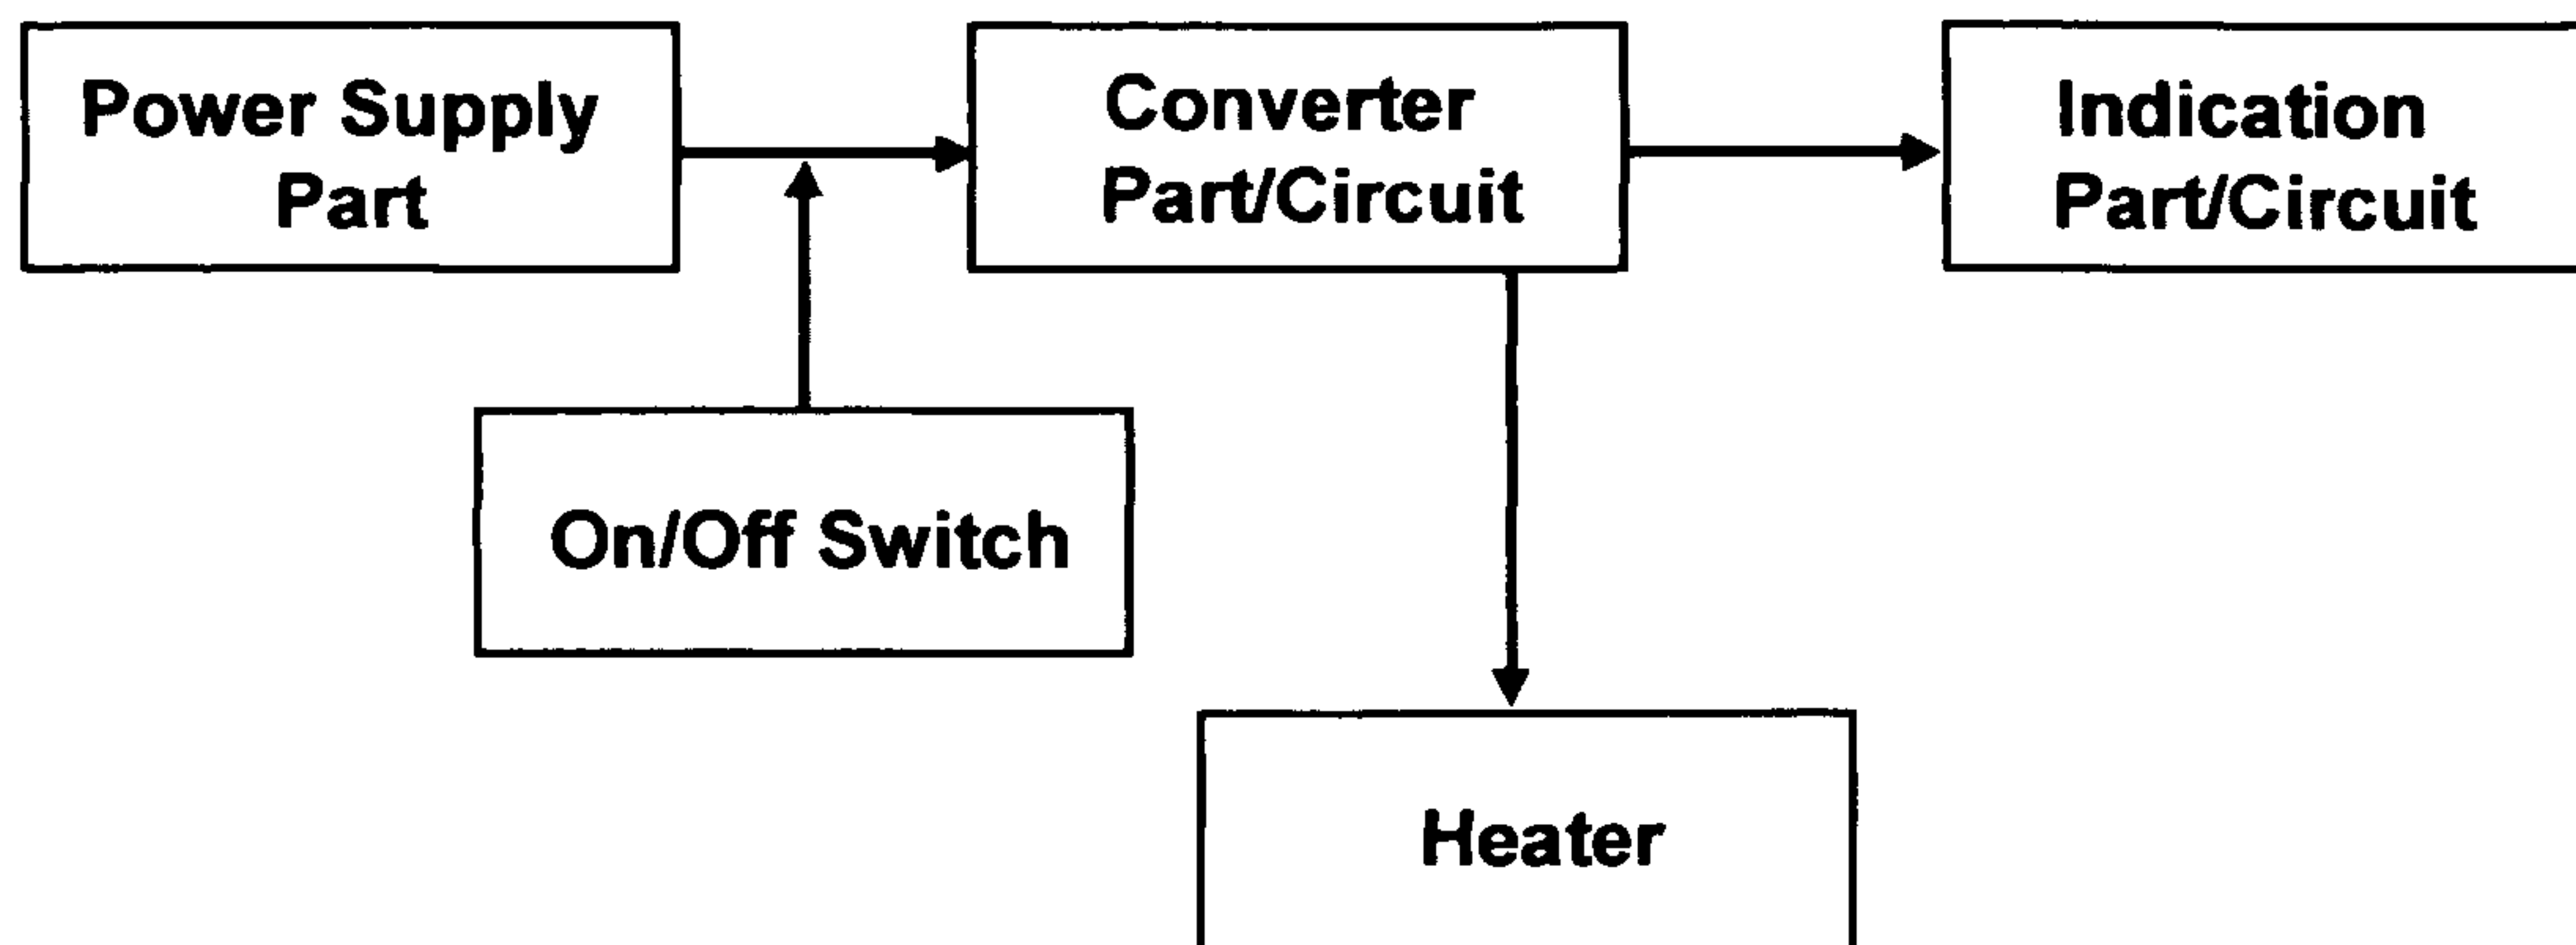 Power Supply
Part
Converter
Part/Circuit
Indication
Part/Circuit
On/Off Switch
Heater